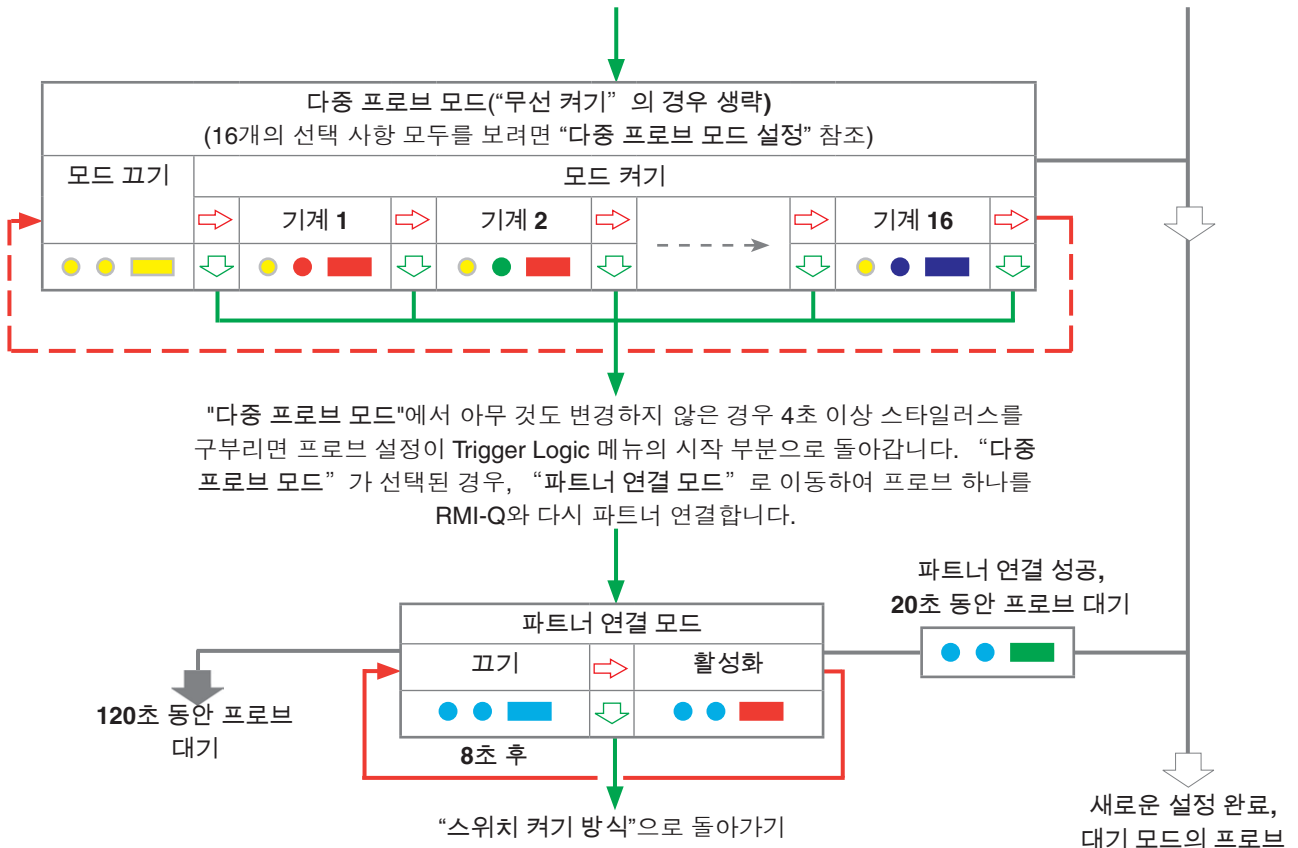 다중 프로브 모드(“무선 켜기” 의 경우 생략)
(16개의 선택 사항 모두를 보려면 “다중 프로브 모드 설정” 참조)
모드 끄기
모드 켜기
기계 1
기계 2
기계 16
"다중 프로브 모드"에서 아무 것도 변경하지 않은 경우 4초 이상 스타일러스를
구부리면 프로브 설정이 Trigger Logic 메뉴의 시작 부분으로 돌아갑니다. “다중
프로브 모드” 가 선택된 경우, “파트너 연결 모드” 로 이동하여 프로브 하나를
RMI-Q와 다시 파트너 연결합니다.
파트너 연결 성공,
20초 동안 프로브 대기
파트너 연결 모드
끄기
활성화
120초 동안 프로브
대기
8초 후
“스위치 켜기 방식”으로 돌아가기
새로운 설정 완료,
대기 모드의 프로브